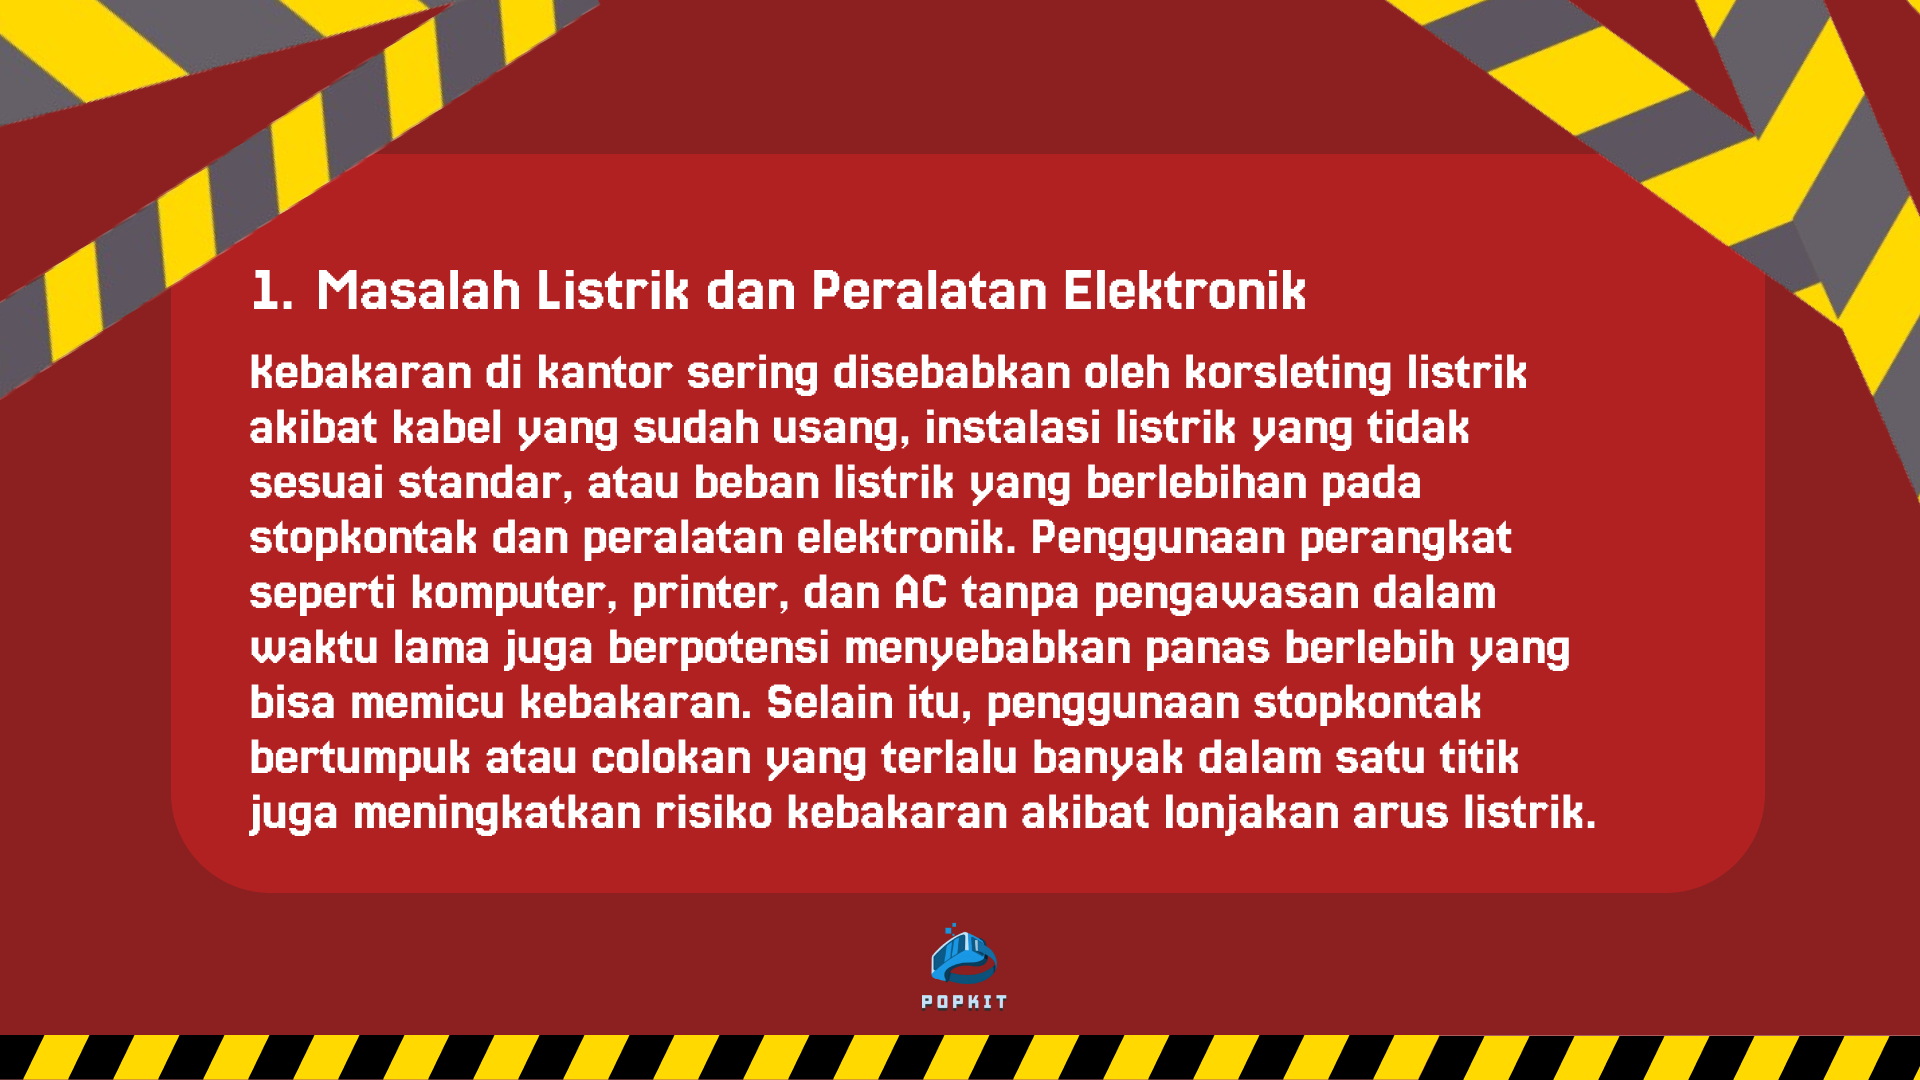 1. Masalah Listrik dan Peralatan Elektronik
Kebakaran di kantor sering disebabkan oleh korsleting listrik
akibat kabel yang sudah usang, instalasi listrik yang tidak
sesuai standar, atau beban listrik yang berlebihan pada
stopkontak dan peralatan elektronik. Penggunaan perangkat
seperti komputer, printer, dan AC tanpa pengawasan dalam
waktu lama juga berpotensi menyebabkan panas berlebih yang
bisa memicu kebakaran. Selain itu, penggunaan stopkontak
bertumpuk atau colokan yang terlalu banyak dalam satu titik
juga meningkatkan risiko kebakaran akibat lonjakan arus listrik.
POPKIT